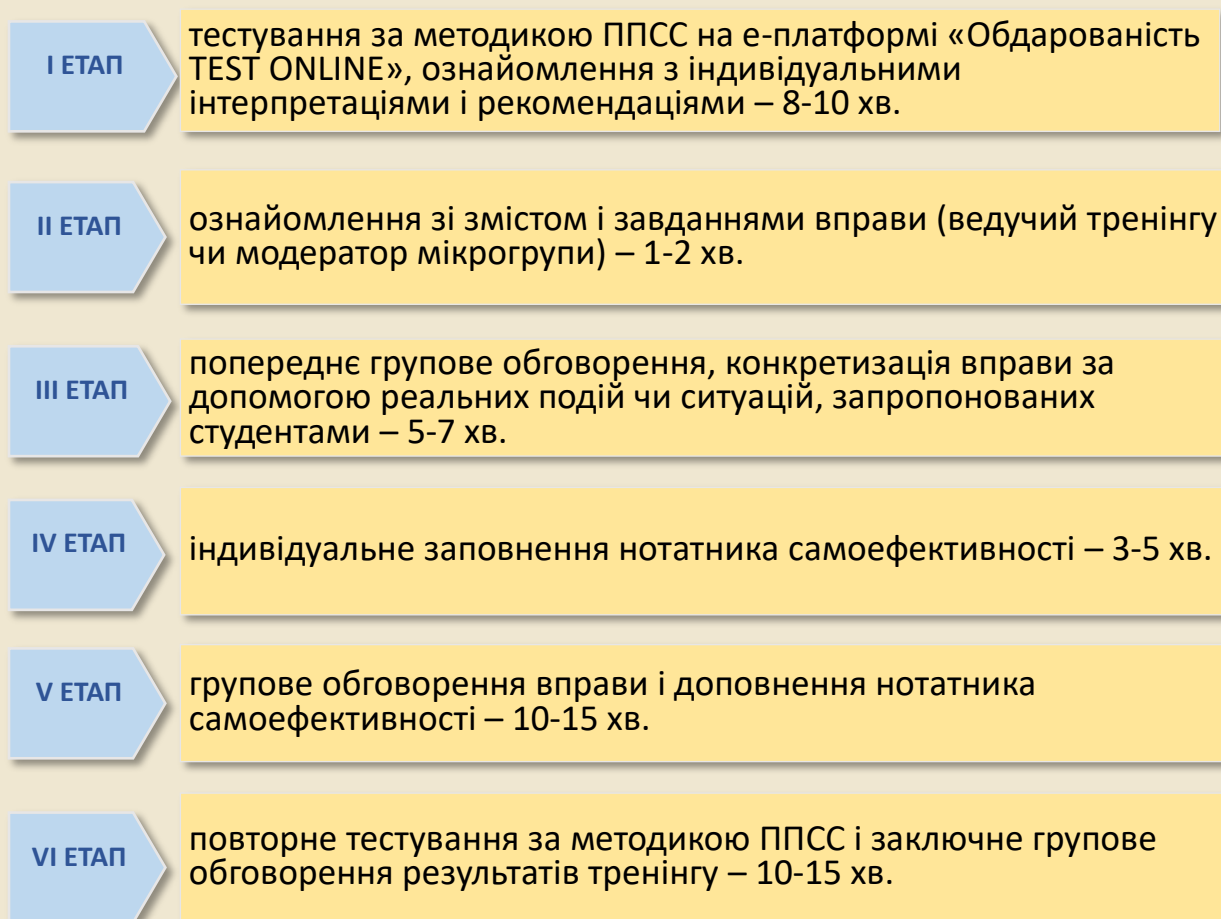 І ЕТАП
тестування за методикою ППСС на е-платформі «Обдарованість
TEST ONLINE», ознайомлення з індивідуальними
інтерпретаціями і рекомендаціями – 8-10 хв.
ІІ ЕТАП
ознайомлення зі змістом і завданнями вправи (ведучий тренінгу
чи модератор мікрогрупи) – 1-2 хв.
ІІІ ЕТАП
попереднє групове обговорення, конкретизація вправи за
допомогою реальних подій чи ситуацій, запропонованих
студентами – 5-7 хв.
IV ЕТАП
індивідуальне заповнення нотатника самоефективності – 3-5 хв.
V ЕТАП
групове обговорення вправи і доповнення нотатника
самоефективності – 10-15 хв.
VI ЕТАП
повторне тестування за методикою ППСС і заключне групове
обговорення результатів тренінгу – 10-15 хв.